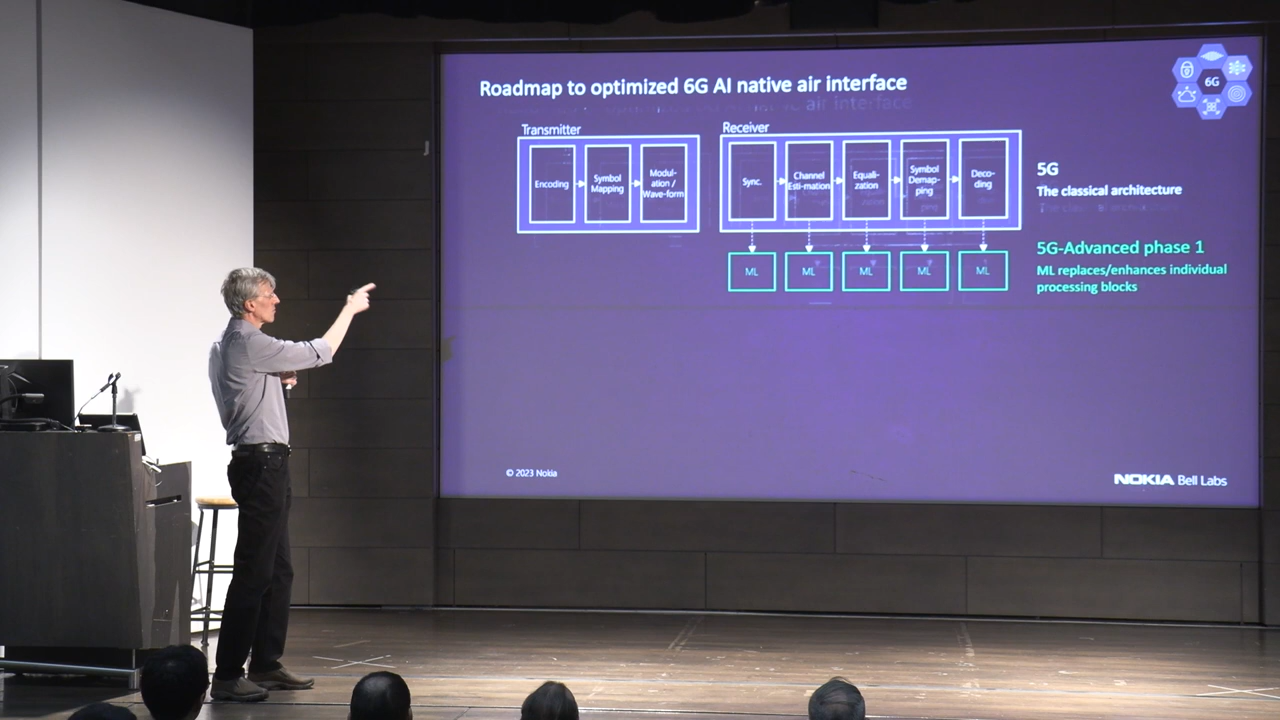 Roadmap to optimized 6G AI native air interface
6G
Transmitter
Encoding
Symbol
Mapping
Modul-
ation /
Wave-form
Receiver
Sync.
Channel
Esti-mation
Equali-
zation
Symbol
Demap-
ping
Deco-
ding
5G
The classical architecture
ML
ML
ML
ML
ML
5G-Advanced phase 1
ML replaces/enhances individual
processing blocks
© 2023 Nokia
NOKIA Bell Labs